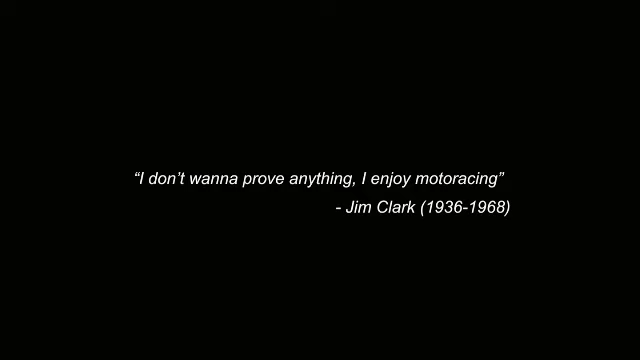 “I don’t wanna prove anything, I enjoy motoracing”
- Jim Clark (1936-1968)